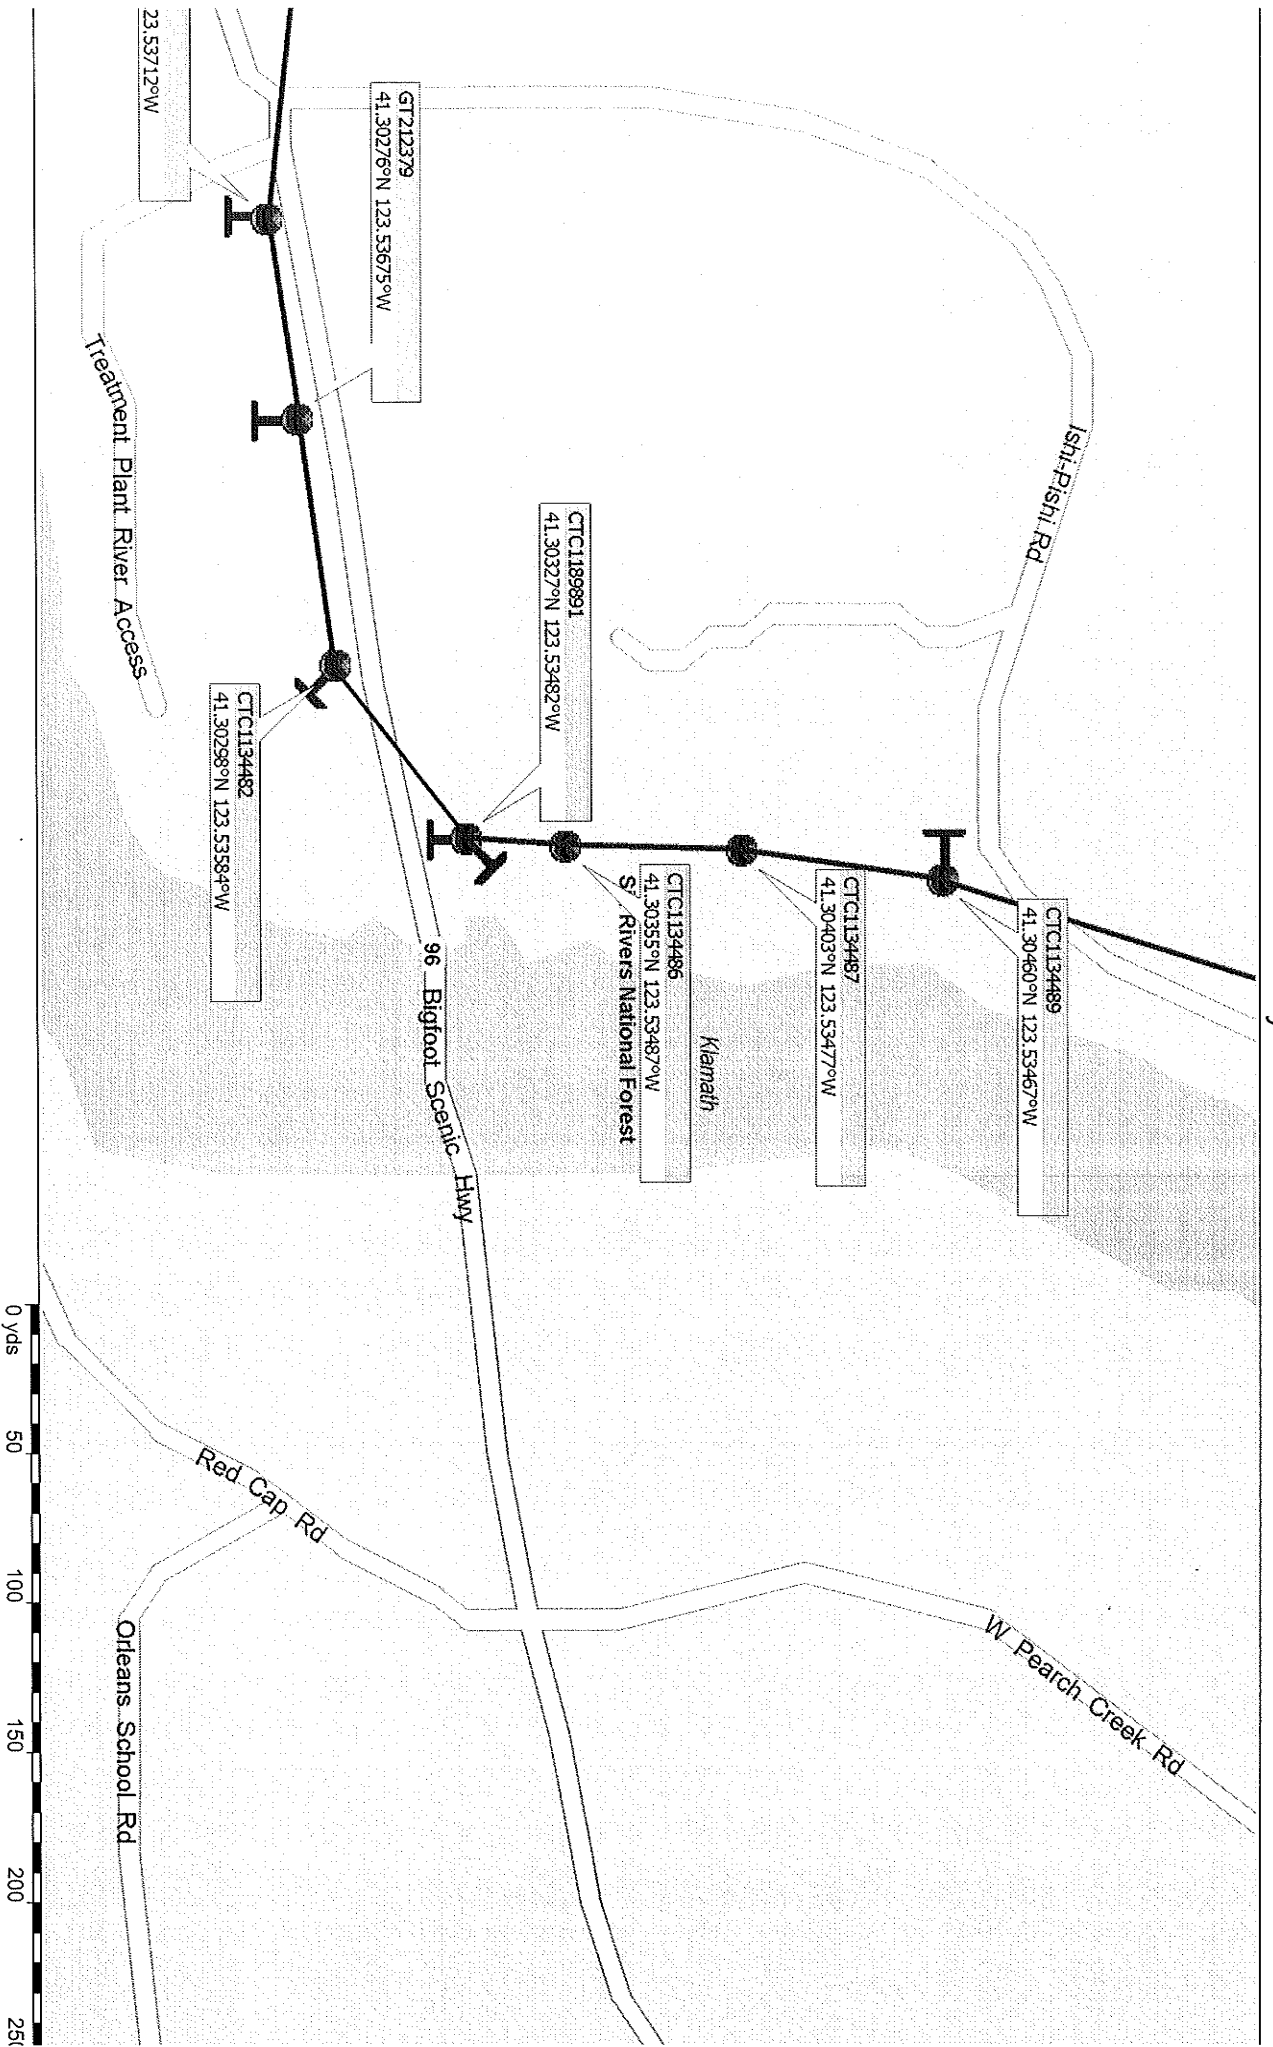 23.53712°W
GT212379
41.30276°N 123.53675°W
Treatment Plant River Access
Ishi-Pishi Rd
CTC1189891
41.30327°N 123.53482°W
CTC1134482
41.30298°N 123.53584°W
CTC1134486
41.30355°N 123.53487°W
Rivers National Forest
CTC1134487
41.30403°N 123.53477°W
CTC1134489
41.30460°N 123.53467°W
Klamath
96 Bigfoot Scenic Hwy
Red Cap Rd
W Pearch Creek Rd
Orleans School Rd
0 yds 50 100 150 200